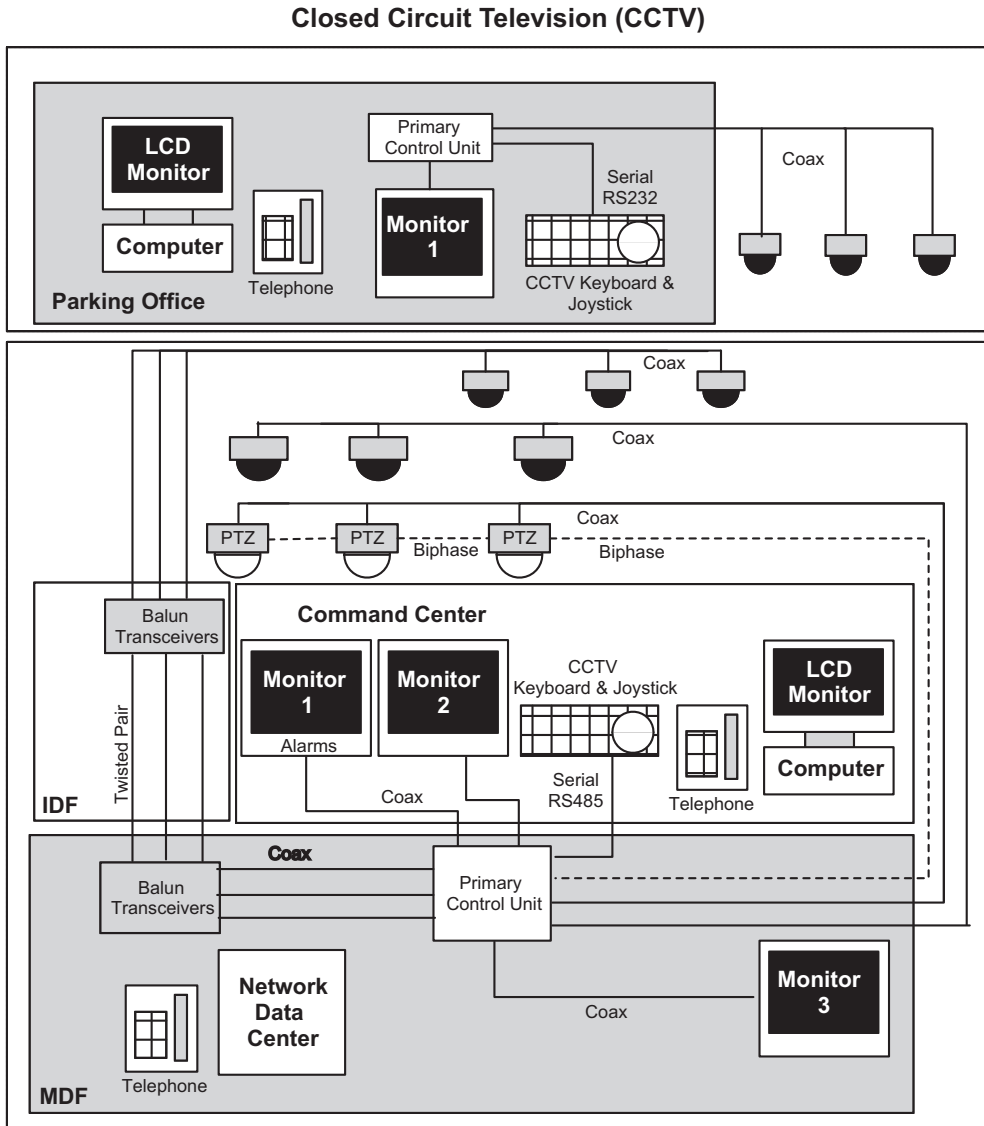 Closed Circuit Television (CCTV)
LCD
Monitor
Computer
Telephone
Parking Office
Primary
Control Unit
Monitor
1
Serial
RS232
CCTV Keyboard &
Joystick
Coax
Coax
Coax
PTZ
PTZ
PTZ
Biphase
Coax
Biphase
Balun
Transceivers
Twisted Pair
IDF
Command Center
Monitor
1
Alarms
Monitor
2
CCTV
Keyboard & Joystick
Serial
RS485
Coax
Telephone
LCD
Monitor
Computer
Coax
Balun
Transceivers
Primary
Control Unit
Network
Data
Center
Telephone
MDF
Coax
Monitor
3